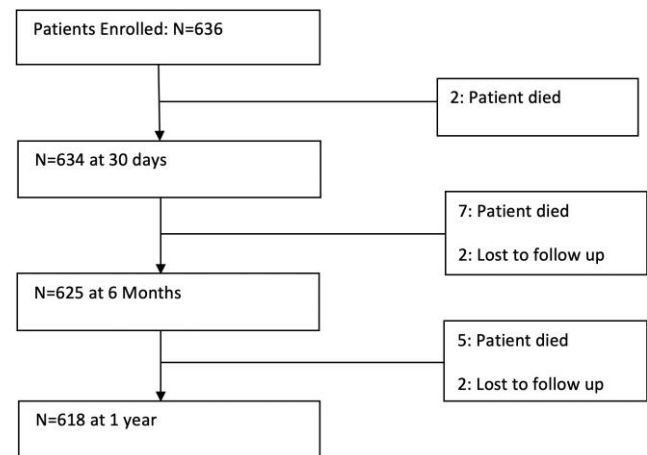 Patients Enrolled: N=636
2: Patient died
N=634 at 30 days
7: Patient died
2: Lost to follow up
N=625 at 6 Months
5: Patient died
2: Lost to follow up
N=618 at 1 year